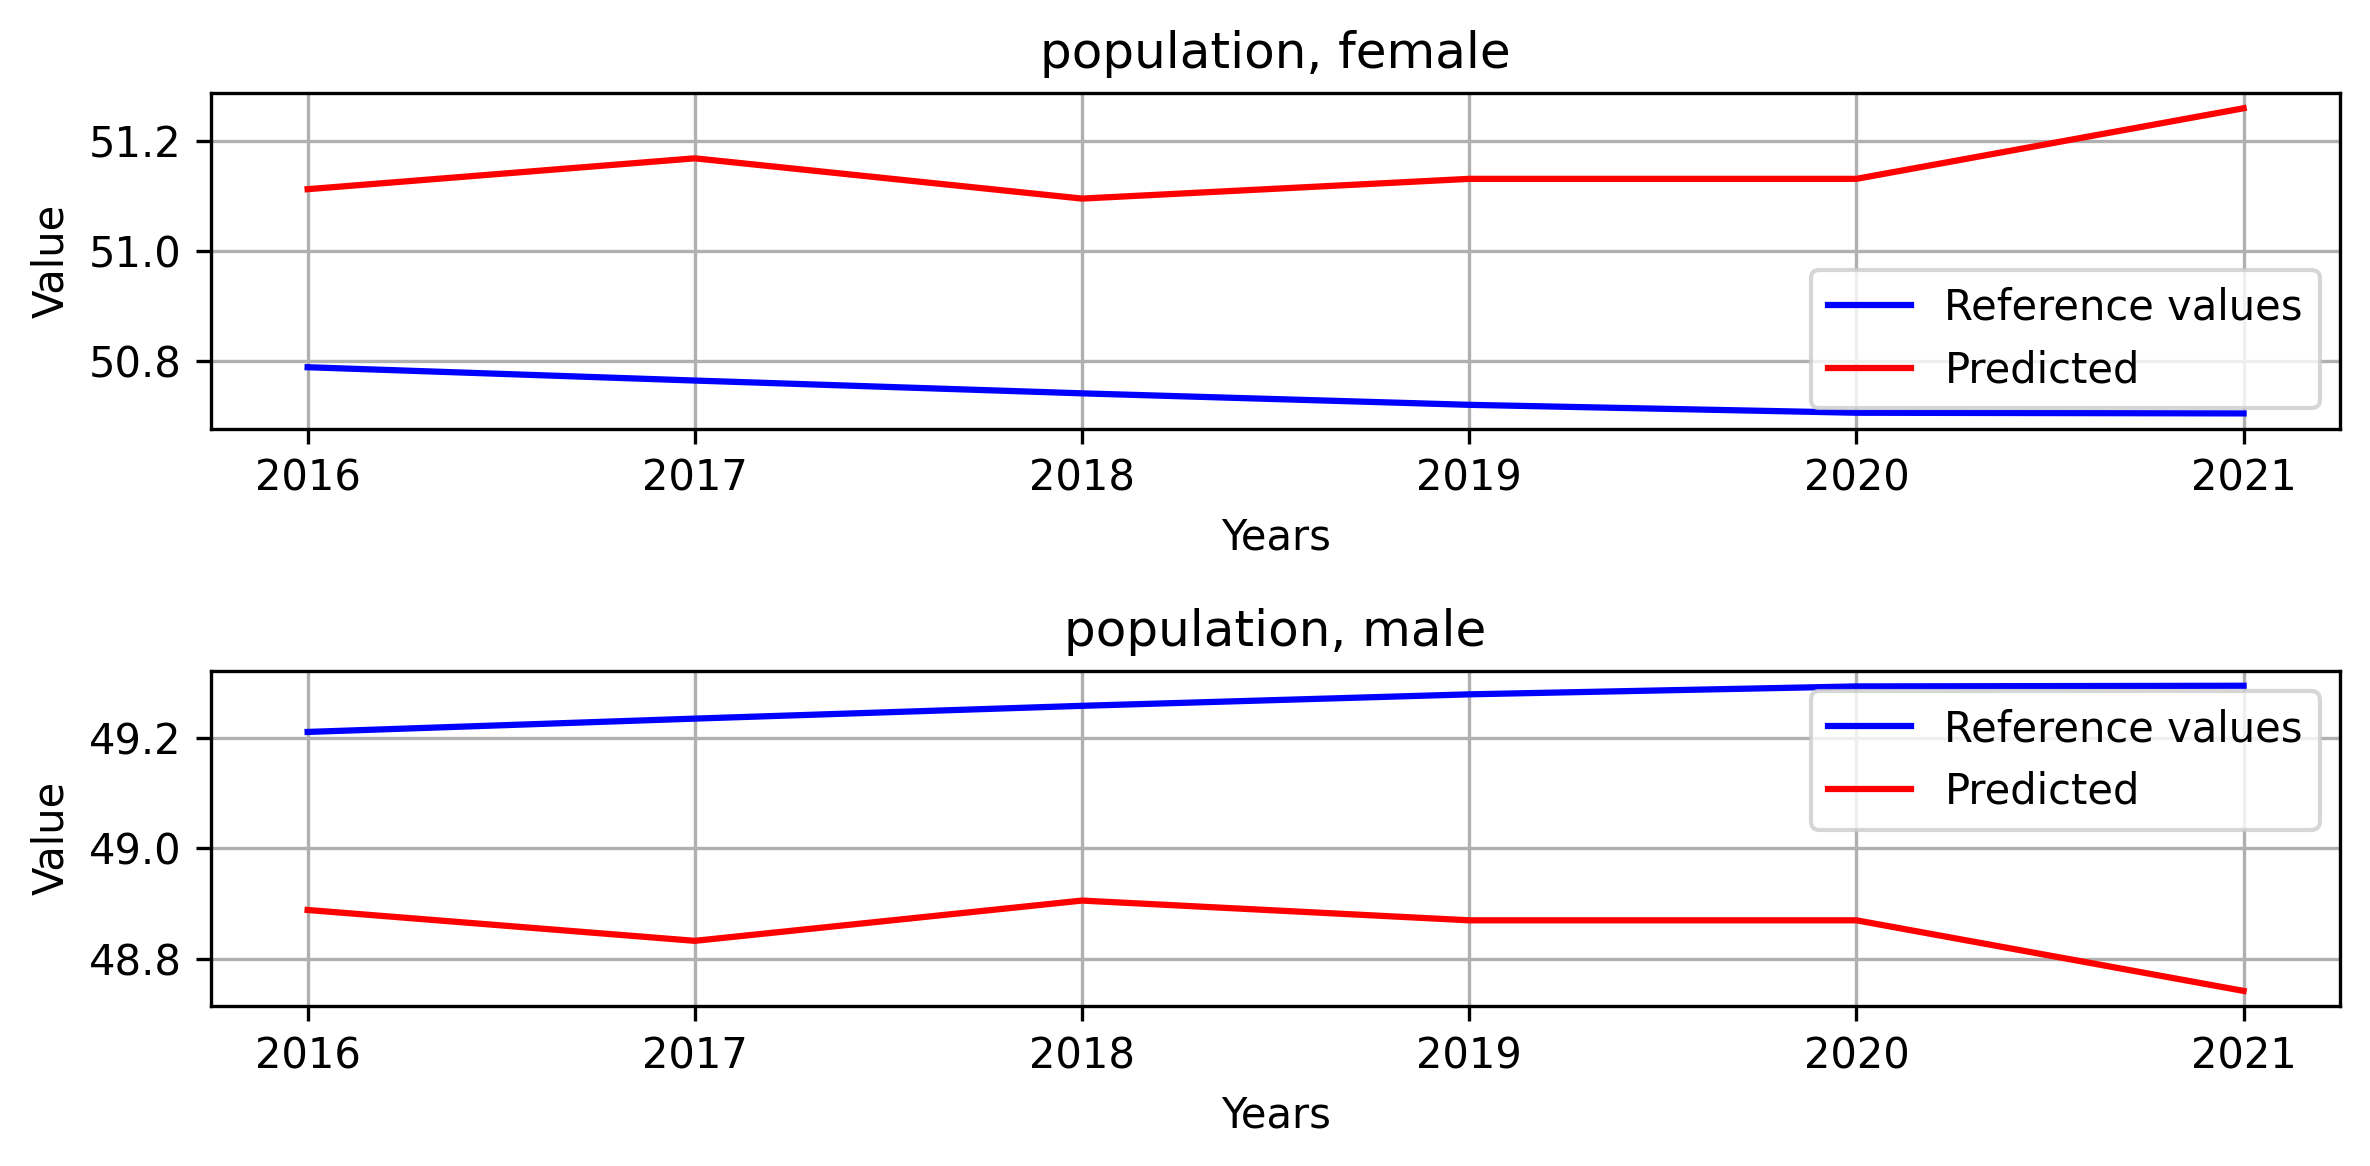 population, female
Value
51.2
51.0
50.8
Reference values
Predicted
2016 2017 2018 2019 2020 2021
Years
population, male
Value
49.2
49.0
48.8
Reference values
Predicted
2016 2017 2018 2019 2020 2021
Years